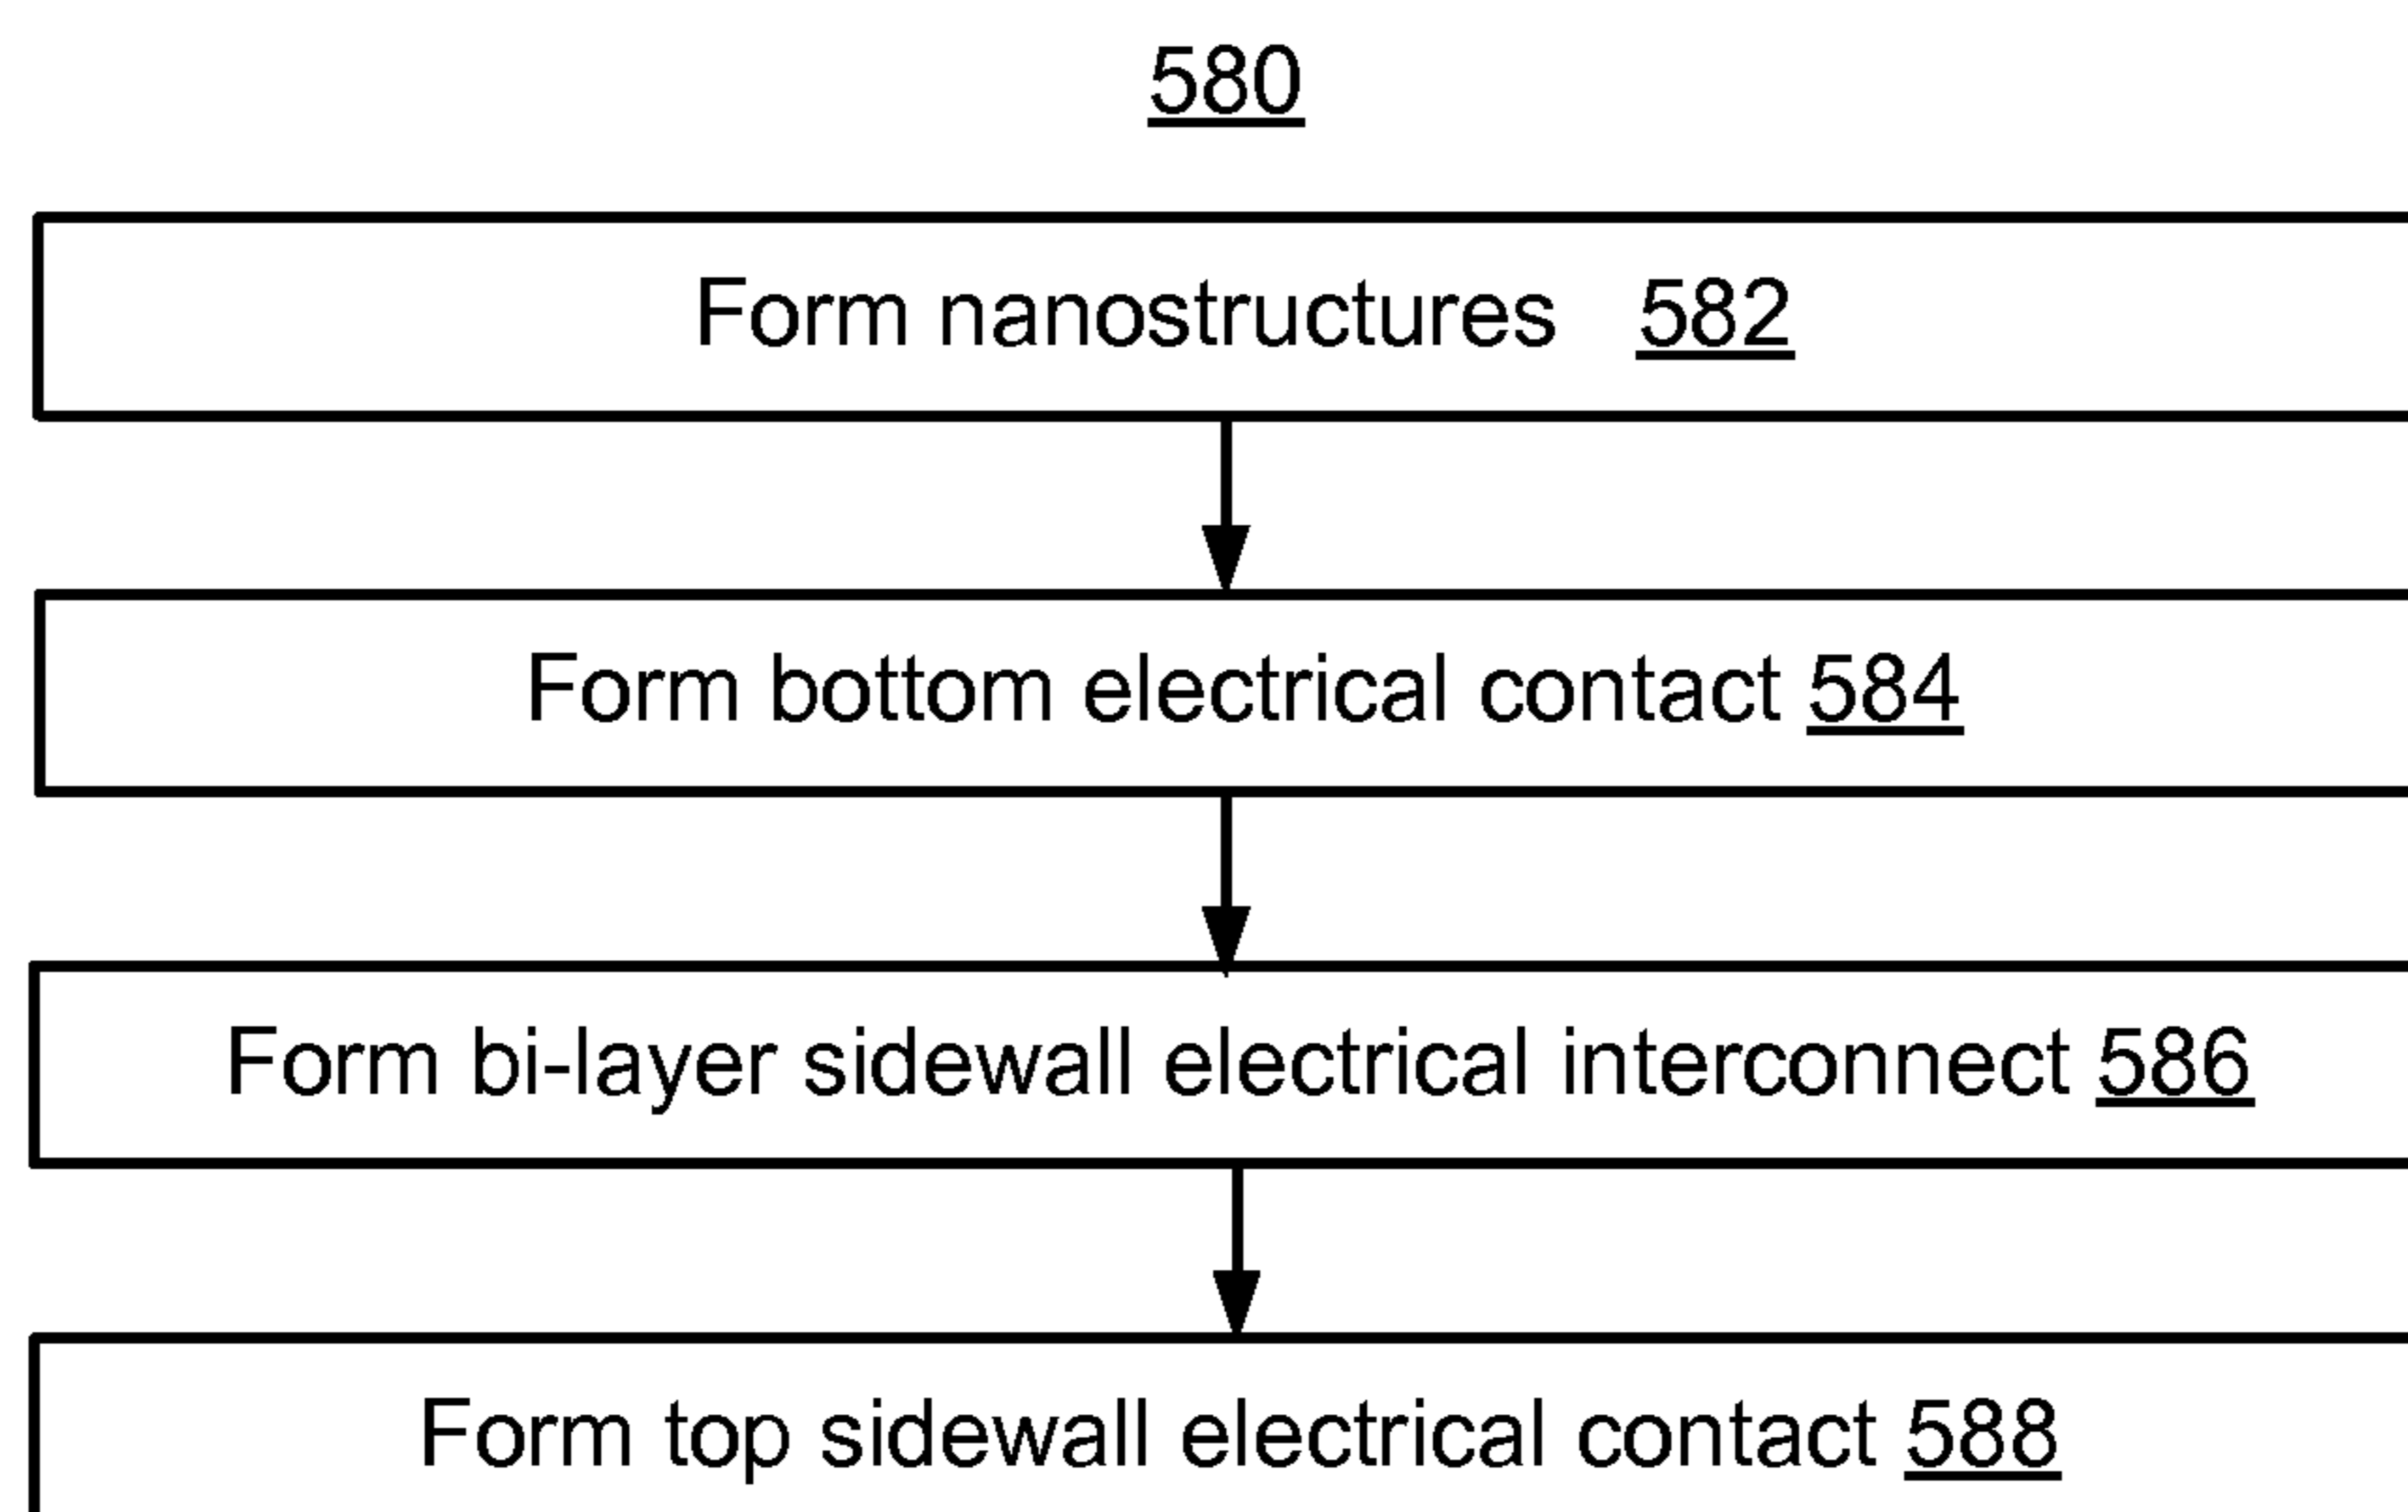 580
Form nanostructures 582
Form bottom electrical contact 584
Form bi-layer sidewall electrical interconnect 586
Form top sidewall electrical contact 588